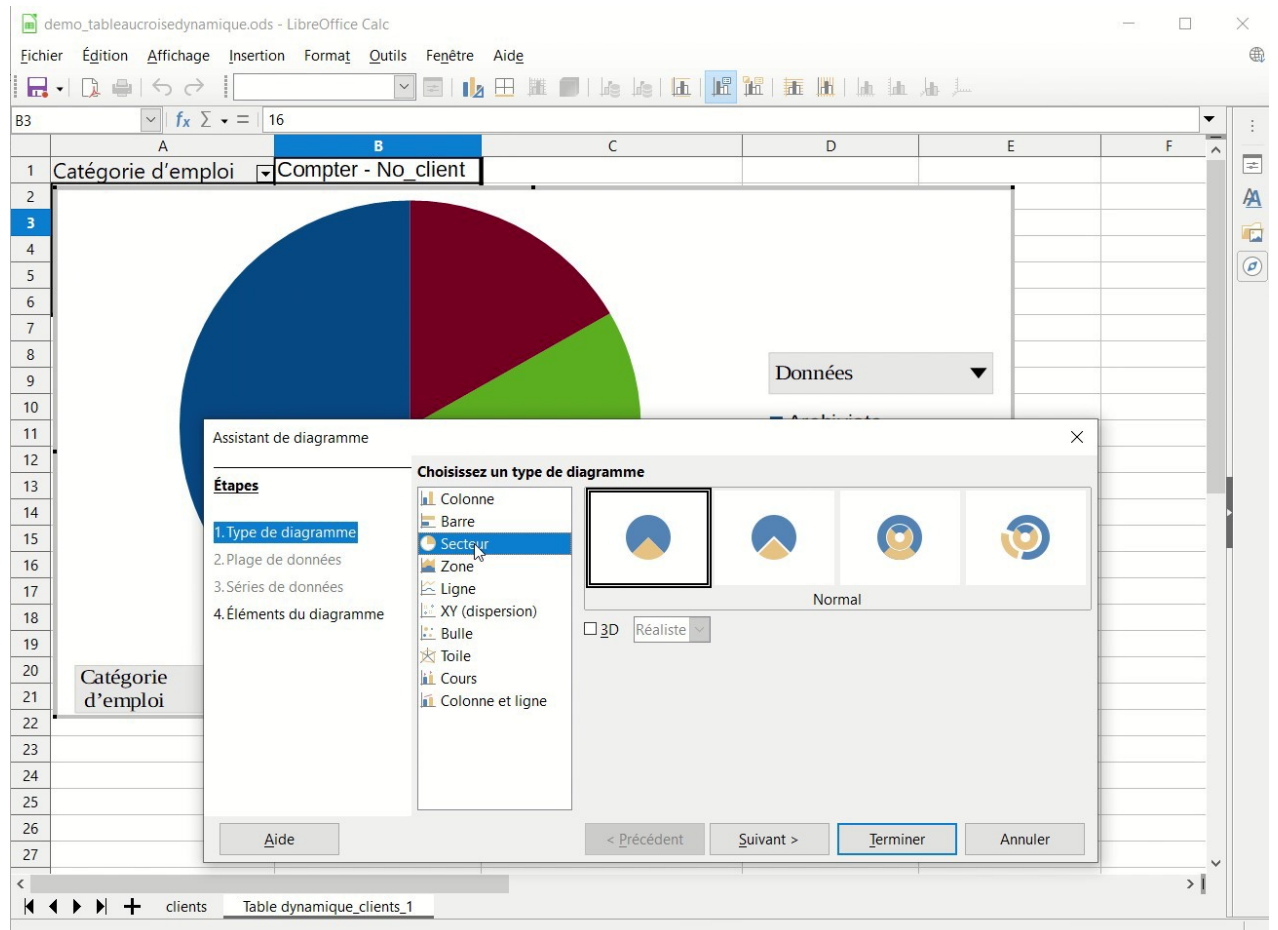 demo_tableaucroisedynamique.ods - LibreOffice Calc
Fichier Édition Affichage Insertion Format Outils Fenêtre Aide
B3 fx Σ = 16
A B C D E F
1 Catégorie d'emploi Compter - No_client
2
3
4
5
6
7
8
9 Données
10
11
12
13
14
15
16
17
18
19
20 Catégorie
21 d'emploi
22
23
24
25
26
27
Assistant de diagramme
Étapes
1. Type de diagramme
2. Plage de données
3. Séries de données
4. Éléments du diagramme
Choisissez un type de diagramme
Colonne
Barre
Secteur
Zone
Ligne
XY (dispersion)
Bulle
Toile
Cours
Colonne et ligne
Normal
3D Réaliste
Aide < Précédent Suivant > Terminer Annuler
clients Table dynamique_clients_1